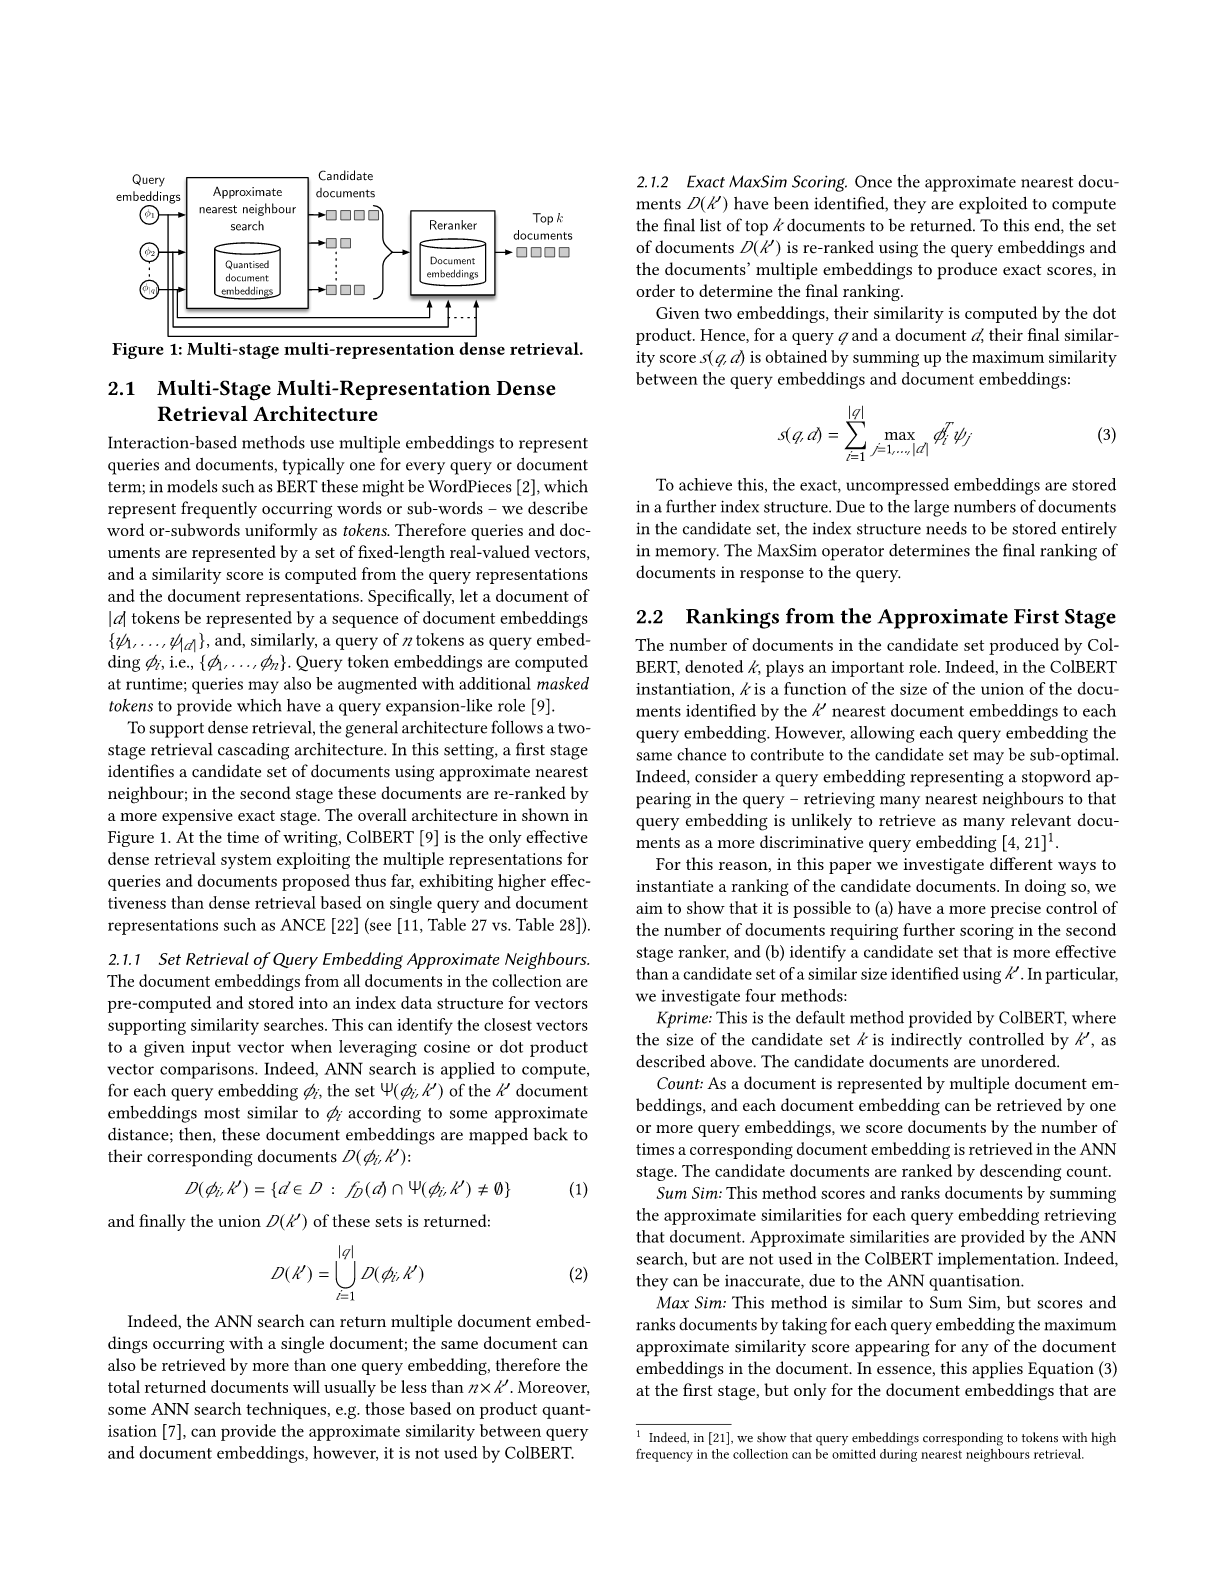 Query
embeddings
ϕ1
ϕ2
ϕ|q|
Approximate
nearest neighbour
search
Quantised
document
embeddings
Candidate
documents
Reranker
Document
embeddings
Top k
documents
Figure 1: Multi-stage multi-representation dense retrieval.
2.1 Multi-Stage Multi-Representation Dense
Retrieval Architecture
Interaction-based methods use multiple embeddings to represent
queries and documents, typically one for every query or document
term; in models such as BERT these might be WordPieces [2], which
represent frequently occurring words or sub-words – we describe
word or-subwords uniformly as tokens. Therefore queries and doc-
uments are represented by a set of fixed-length real-valued vectors,
and a similarity score is computed from the query representations
and the document representations. Specifically, let a document of
|d| tokens be represented by a sequence of document embeddings
{ψ1, . . . , ψ|d|}, and, similarly, a query of n tokens as query embed-
ding ϕi, i.e., {ϕ1, . . . , ϕn}. Query token embeddings are computed
at runtime; queries may also be augmented with additional masked
tokens to provide which have a query expansion-like role [9].
To support dense retrieval, the general architecture follows a two-
stage retrieval cascading architecture. In this setting, a first stage
identifies a candidate set of documents using approximate nearest
neighbour; in the second stage these documents are re-ranked by
a more expensive exact stage. The overall architecture in shown in
Figure 1. At the time of writing, ColBERT [9] is the only effective
dense retrieval system exploiting the multiple representations for
queries and documents proposed thus far, exhibiting higher effec-
tiveness than dense retrieval based on single query and document
representations such as ANCE [22] (see [11, Table 27 vs. Table 28]).
2.1.1 Set Retrieval of Query Embedding Approximate Neighbours.
The document embeddings from all documents in the collection are
pre-computed and stored into an index data structure for vectors
supporting similarity searches. This can identify the closest vectors
to a given input vector when leveraging cosine or dot product
vector comparisons. Indeed, ANN search is applied to compute,
for each query embedding ϕi, the set Ψ(ϕi, k′) of the k′ document
embeddings most similar to ϕi according to some approximate
distance; then, these document embeddings are mapped back to
their corresponding documents D(ϕi, k′):
D(ϕi, k′) = {d ∈ D : fD(d) ∩ Ψ(ϕi, k′) ≠ ∅} (1)
and finally the union D(k′) of these sets is returned:
D(k′) = ⋃_{i=1}^{|q|} D(ϕi, k′) (2)
Indeed, the ANN search can return multiple document embed-
dings occurring with a single document; the same document can
also be retrieved by more than one query embedding, therefore the
total returned documents will usually be less than n × k′. Moreover,
some ANN search techniques, e.g. those based on product quant-
isation [7], can provide the approximate similarity between query
and document embeddings, however, it is not used by ColBERT.
2.1.2 Exact MaxSim Scoring. Once the approximate nearest docu-
ments D(k′) have been identified, they are exploited to compute
the final list of top k documents to be returned. To this end, the set
of documents D(k′) is re-ranked using the query embeddings and
the documents' multiple embeddings to produce exact scores, in
order to determine the final ranking.
Given two embeddings, their similarity is computed by the dot
product. Hence, for a query q and a document d, their final similar-
ity score s(q, d) is obtained by summing up the maximum similarity
between the query embeddings and document embeddings:
s(q, d) = ∑_{i=1}^{|q|} max_{j=1,...,|d|} ϕi^T ψj (3)
To achieve this, the exact, uncompressed embeddings are stored
in a further index structure. Due to the large numbers of documents
in the candidate set, the index structure needs to be stored entirely
in memory. The MaxSim operator determines the final ranking of
documents in response to the query.
2.2 Rankings from the Approximate First Stage
The number of documents in the candidate set produced by Col-
BERT, denoted k, plays an important role. Indeed, in the ColBERT
instantiation, k is a function of the size of the union of the docu-
ments identified by the k′ nearest document embeddings to each
query embedding. However, allowing each query embedding the
same chance to contribute to the candidate set may be sub-optimal.
Indeed, consider a query embedding representing a stopword ap-
pearing in the query – retrieving many nearest neighbours to that
query embedding is unlikely to retrieve as many relevant docu-
ments as a more discriminative query embedding [4, 21]1.
For this reason, in this paper we investigate different ways to
instantiate a ranking of the candidate documents. In doing so, we
aim to show that it is possible to (a) have a more precise control of
the number of documents requiring further scoring in the second
stage ranker, and (b) identify a candidate set that is more effective
than a candidate set of a similar size identified using k′. In particular,
we investigate four methods:
Kprime: This is the default method provided by ColBERT, where
the size of the candidate set k is indirectly controlled by k′, as
described above. The candidate documents are unordered.
Count: As a document is represented by multiple document em-
beddings, and each document embedding can be retrieved by one
or more query embeddings, we score documents by the number of
times a corresponding document embedding is retrieved in the ANN
stage. The candidate documents are ranked by descending count.
Sum Sim: This method scores and ranks documents by summing
the approximate similarities for each query embedding retrieving
that document. Approximate similarities are provided by the ANN
search, but are not used in the ColBERT implementation. Indeed,
they can be inaccurate, due to the ANN quantisation.
Max Sim: This method is similar to Sum Sim, but scores and
ranks documents by taking for each query embedding the maximum
approximate similarity score appearing for any of the document
embeddings in the document. In essence, this applies Equation (3)
at the first stage, but only for the document embeddings that are
1 Indeed, in [21], we show that query embeddings corresponding to tokens with high
frequency in the collection can be omitted during nearest neighbours retrieval.